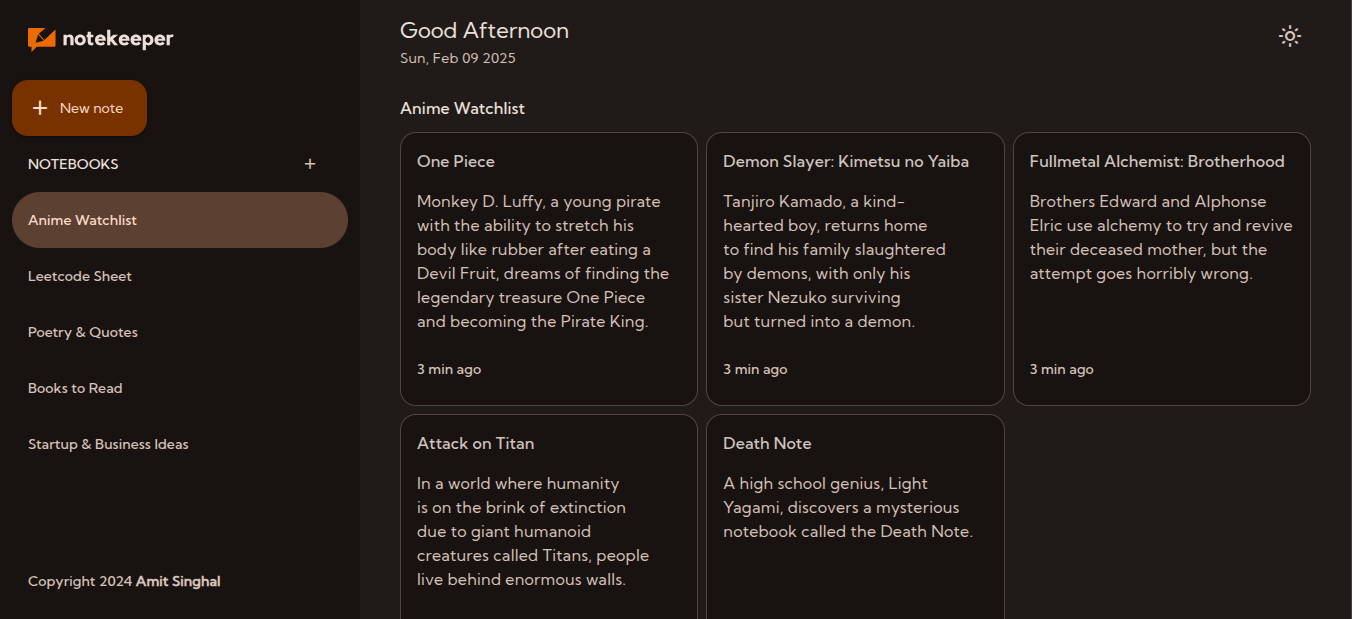 notekeeper
New note
NOTEBOOKS
Anime Watchlist
Leetcode Sheet
Poetry & Quotes
Books to Read
Startup & Business Ideas
Copyright 2024 Amit Singhal
Good Afternoon
Sun, Feb 09 2025
Anime Watchlist
One Piece
Monkey D. Luffy, a young pirate
with the ability to stretch his
body like rubber after eating a
Devil Fruit, dreams of finding the
legendary treasure One Piece
and becoming the Pirate King.
3 min ago
Demon Slayer: Kimetsu no Yaiba
Tanjiro Kamado, a kind-
hearted boy, returns home
to find his family slaughtered
by demons, with only his
sister Nezuko surviving
but turned into a demon.
3 min ago
Fullmetal Alchemist: Brotherhood
Brothers Edward and Alphonse
Elric use alchemy to try and revive
their deceased mother, but the
attempt goes horribly wrong.
3 min ago
Attack on Titan
In a world where humanity
is on the brink of extinction
due to giant humanoid
creatures called Titans, people
live behind enormous walls.
Death Note
A high school genius, Light
Yagami, discovers a mysterious
notebook called the Death Note.